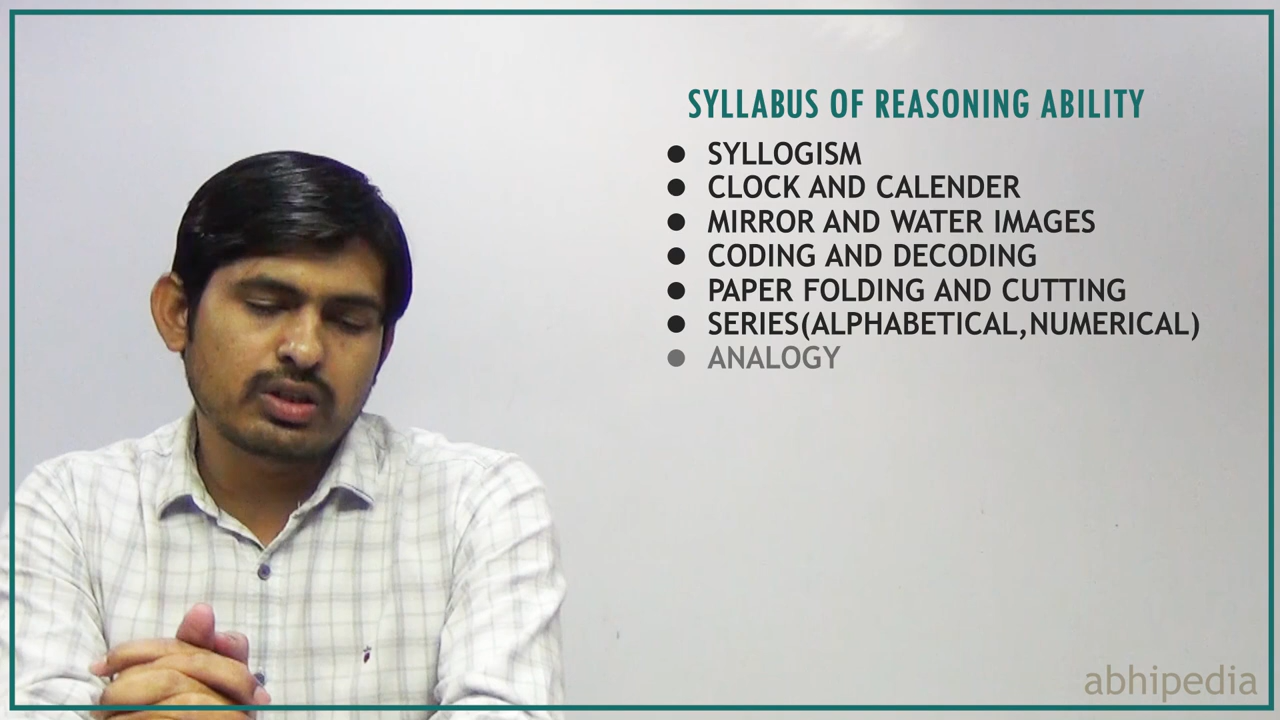 SYLLABUS OF REASONING ABILITY
● SYLLOGISM
● CLOCK AND CALENDER
● MIRROR AND WATER IMAGES
● CODING AND DECODING
● PAPER FOLDING AND CUTTING
● SERIES(ALPHABETICAL,NUMERICAL)
● ANALOGY
abhipedia